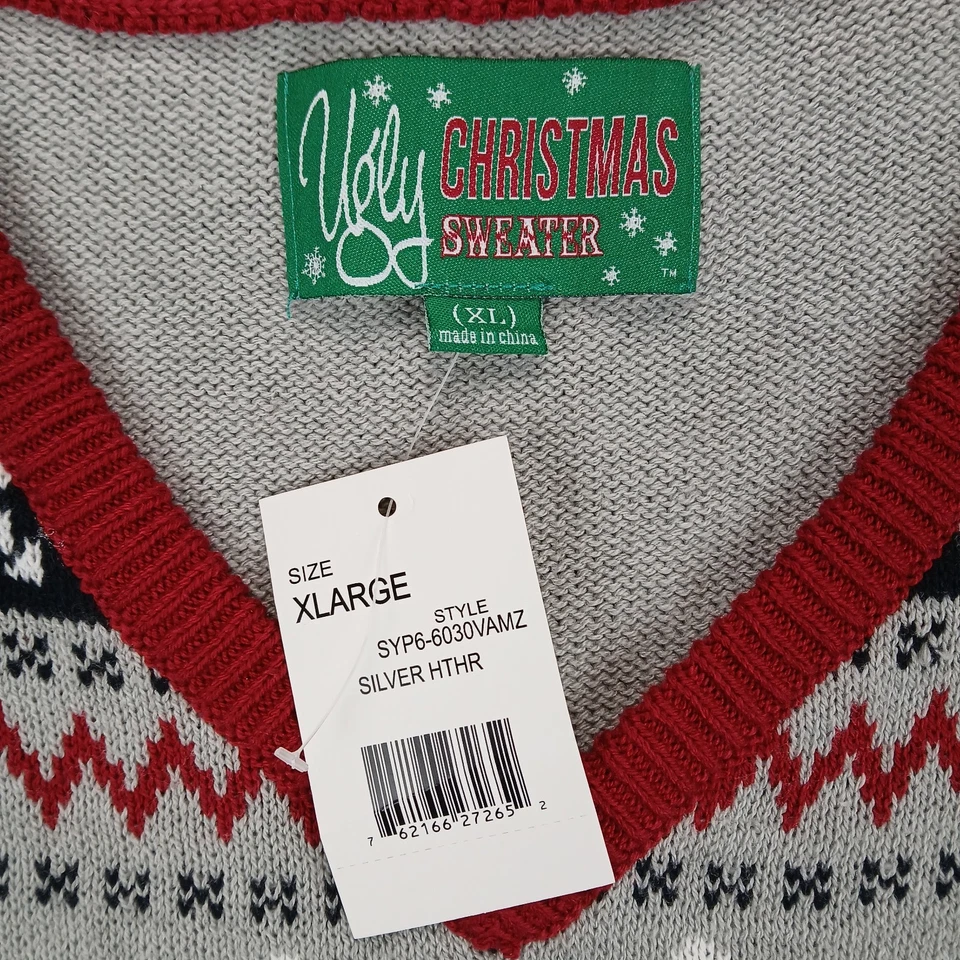 Ugly CHRISTMAS
SWEATER
TM
(XL)
made in china
SIZE
XLARGE
STYLE
SYP6-6030VAMZ
SILVER HTHR
7 62166 27265 2